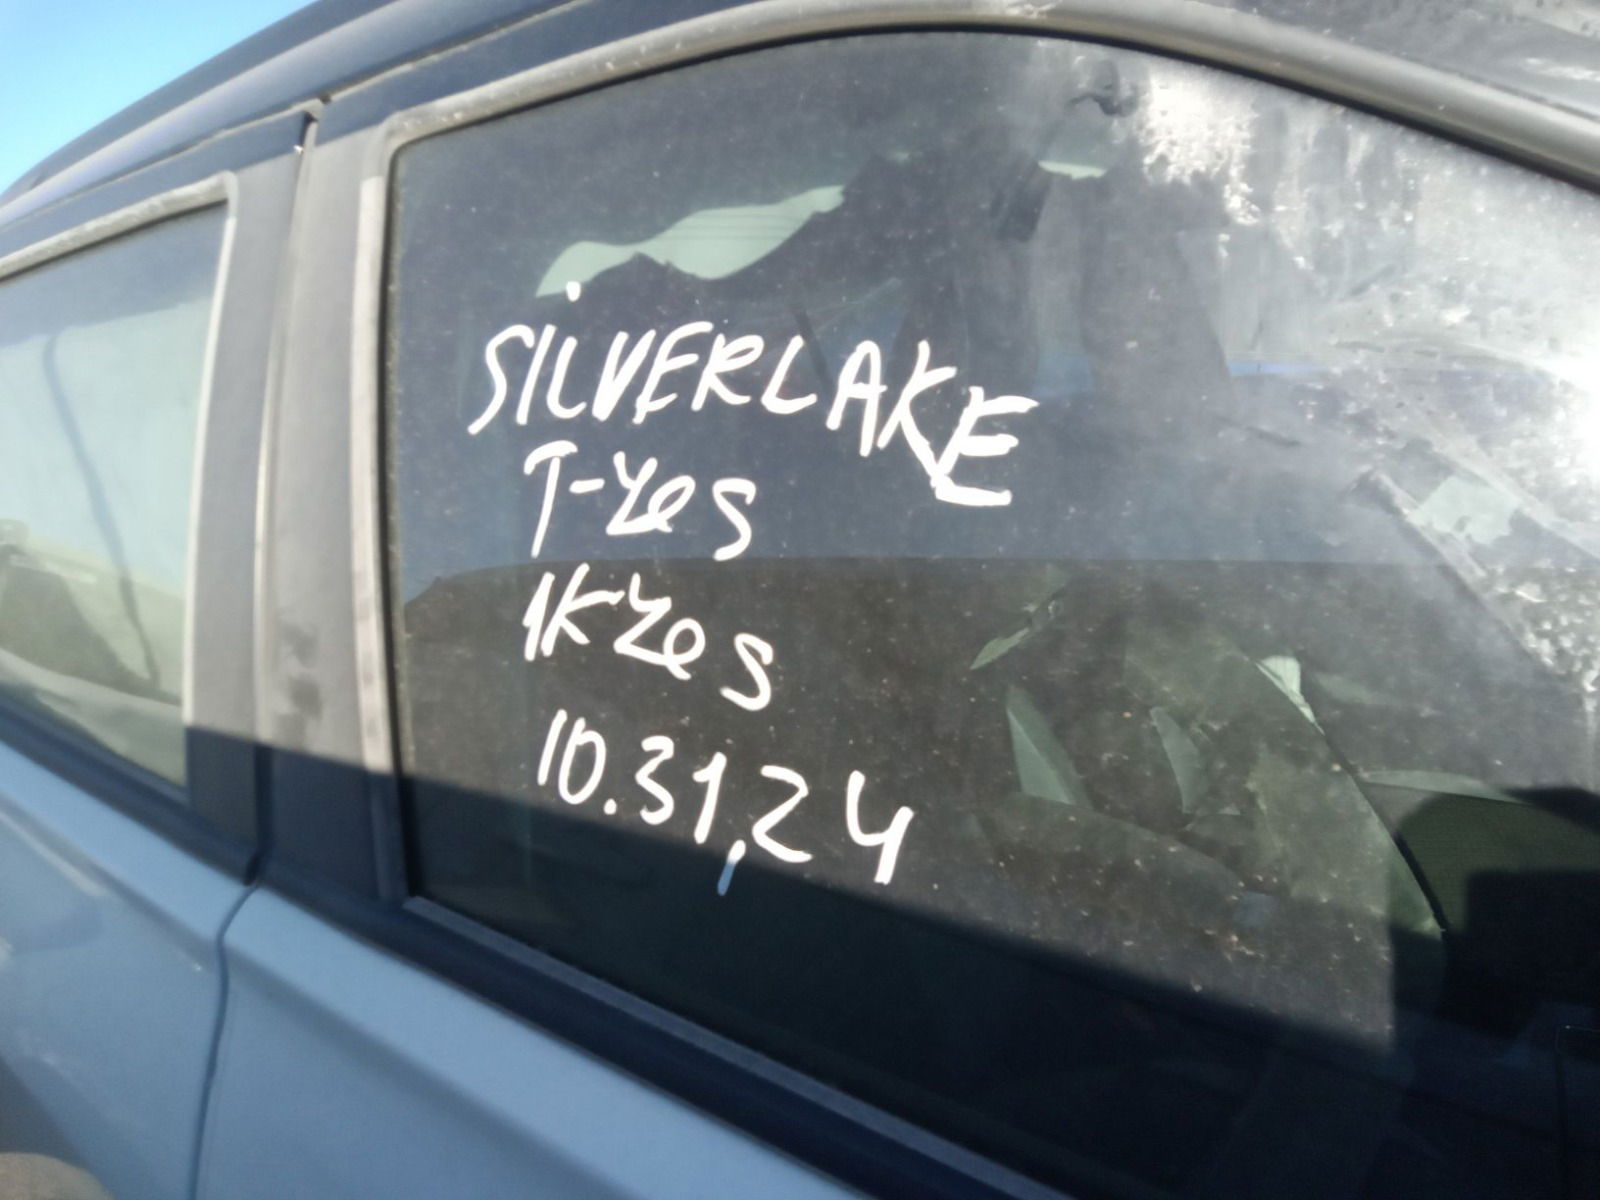 SILVERLAKE
T-Yes
1K Yes
10.31,24